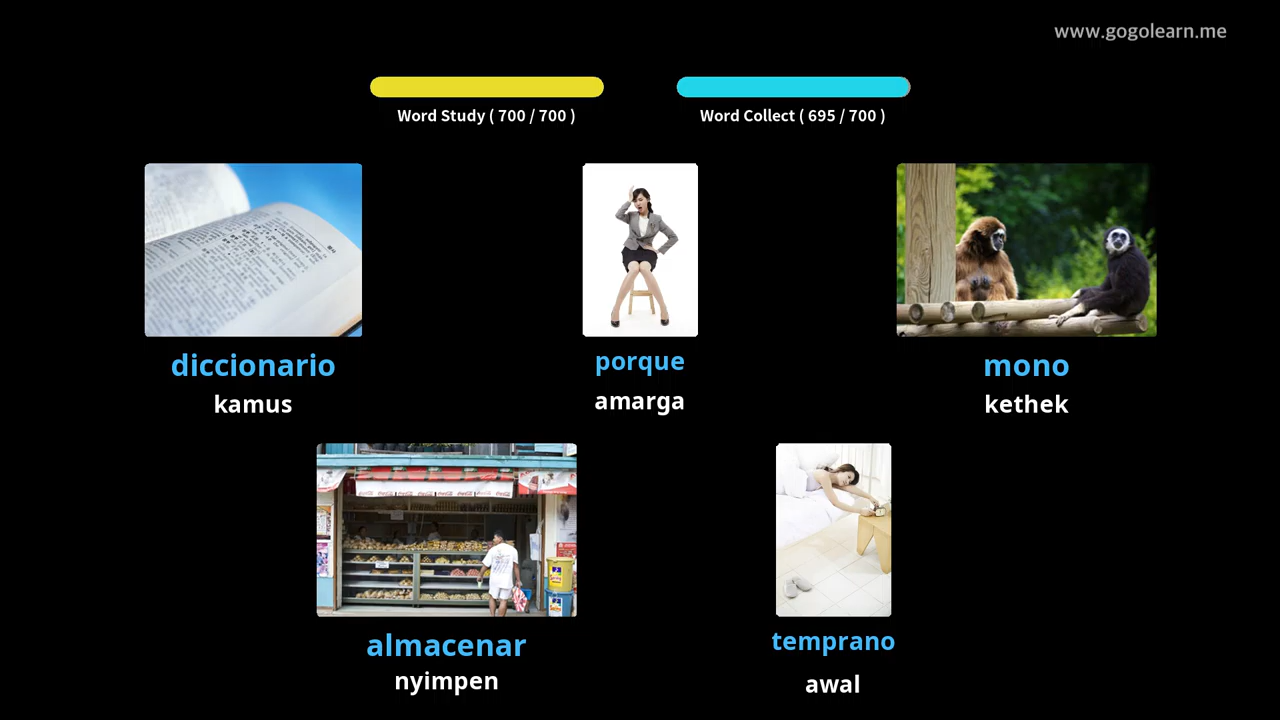 www.gogolearn.me
Word Study ( 700 / 700 )
Word Collect ( 695 / 700 )
diccionario
kamus
porque
amarga
mono
kethek
almacenar
nyimpen
temprano
awal